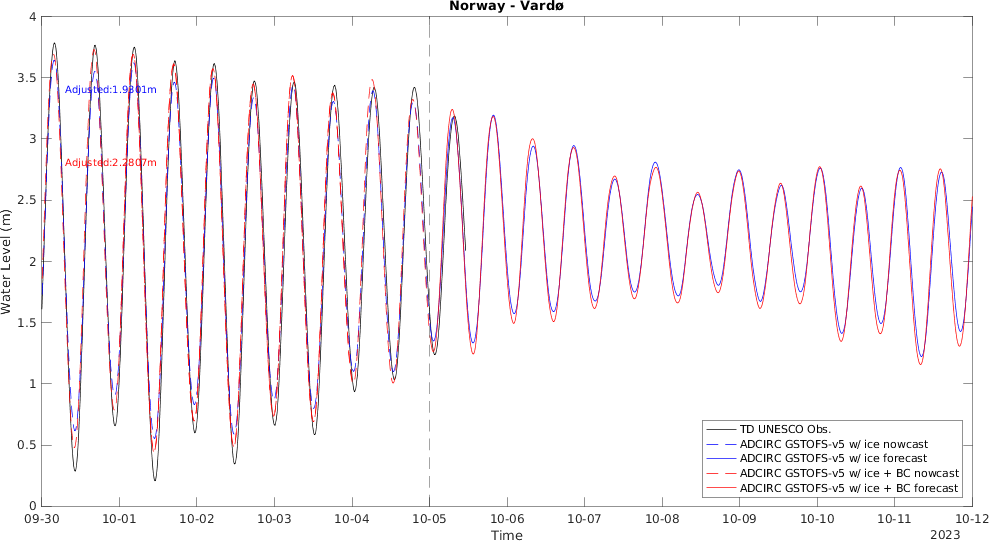 Norway - Vardø
4
3.5
3
2.5
2
1.5
1
0.5
0
Water Level (m)
Adjusted:1.9301m
Adjusted:2.2807m
TD UNESCO Obs.
ADCIRC GSTOFS-v5 w/ ice nowcast
ADCIRC GSTOFS-v5 w/ ice forecast
ADCIRC GSTOFS-v5 w/ ice + BC nowcast
ADCIRC GSTOFS-v5 w/ ice + BC forecast
09-30 10-01 10-02 10-03 10-04 10-05 10-06 10-07 10-08 10-09 10-10 10-11 10-12
Time
2023